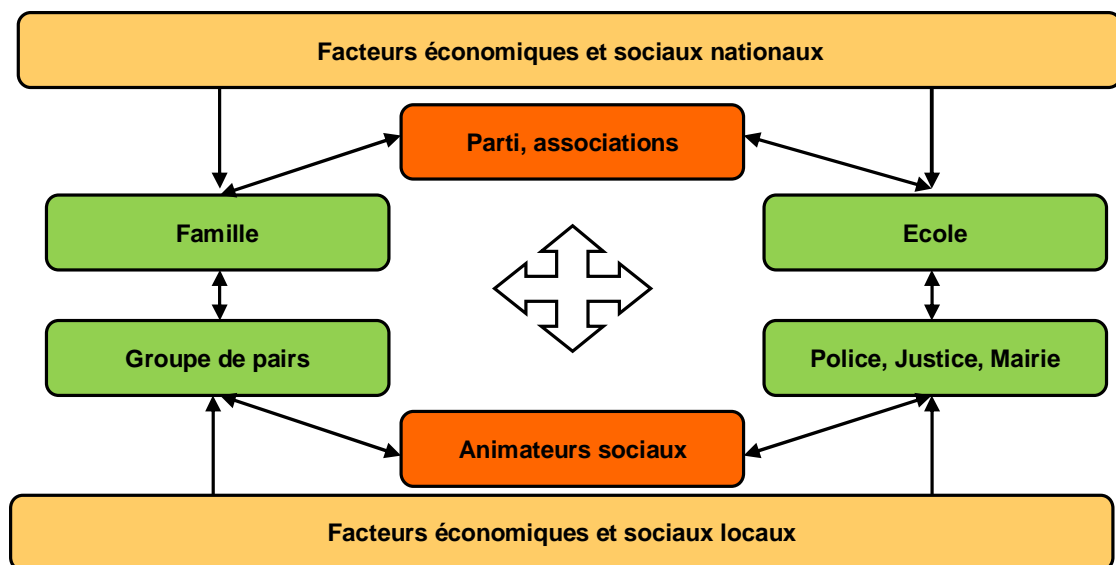 Facteurs économiques et sociaux nationaux
Parti, associations
Famille
Ecole
Groupe de pairs
Police, Justice, Mairie
Animateurs sociaux
Facteurs économiques et sociaux locaux